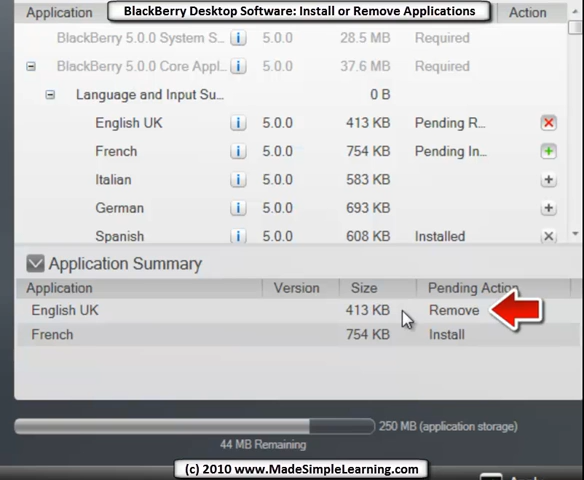 BlackBerry Desktop Software: Install or Remove Applications
Application Action
BlackBerry 5.0.0 System S... 5.0.0 28.5 MB Required
BlackBerry 5.0.0 Core Appl... 5.0.0 37.6 MB Required
Language and Input Su... 0 B
English UK 5.0.0 413 KB Pending R...
French 5.0.0 754 KB Pending In...
Italian 5.0.0 583 KB
German 5.0.0 693 KB
Spanish 5.0.0 608 KB Installed
Application Summary
Application Version Size Pending Action
English UK 413 KB Remove
French 754 KB Install
250 MB (application storage)
44 MB Remaining
(c) 2010 www.MadeSimpleLearning.com